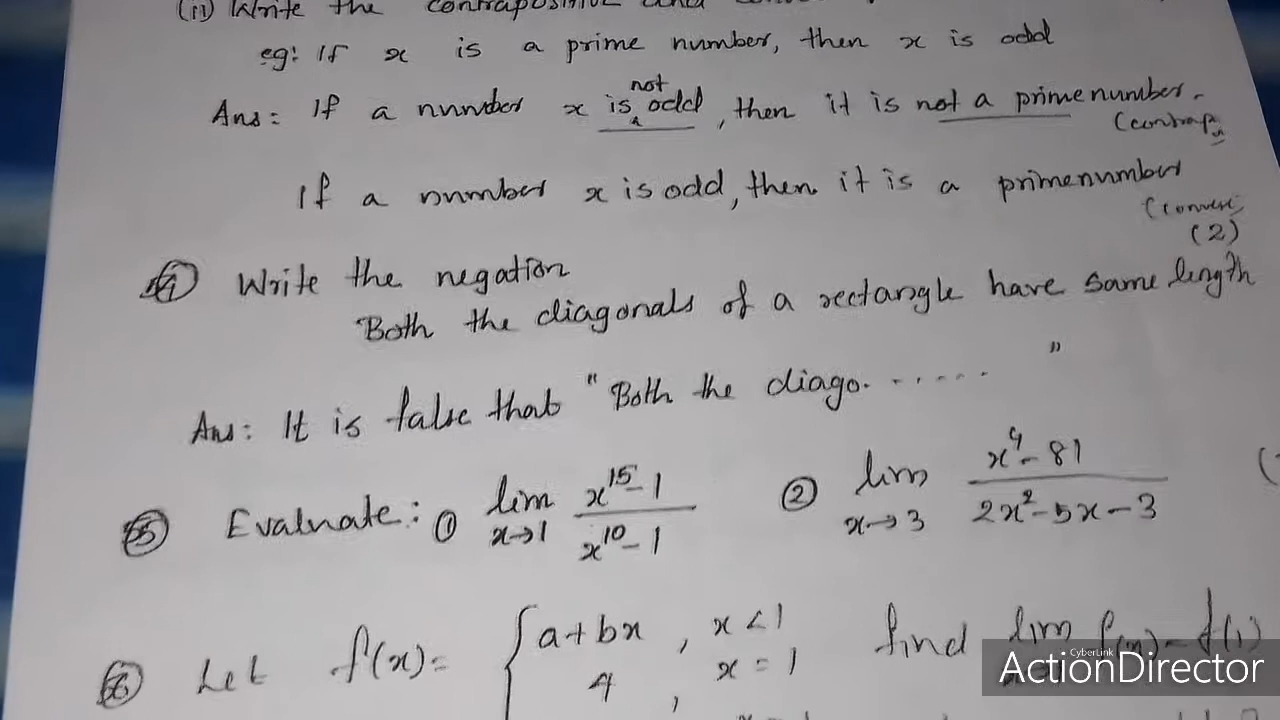 (ii) Write the contrapositive and
eg: If x is a prime number, then x is odd
Ans: If a number x is not odd, then it is not a prime number.
(contrap
If a number x is odd, then it is a prime number
(converse
(2)
④ Write the negation
Both the diagonals of a rectangle have same length
Ans: It is false that "Both the diago. ......"
⑤ Evaluate: ① lim x→1 (x^15 - 1)/(x^10 - 1) ② lim x→3 (x^4 - 81)/(2x^2 - 5x - 3)
Let f(x) = { a+bx, x<1 find lim f(x) = f(1)
4, x = 1
CyberLink
ActionDirector